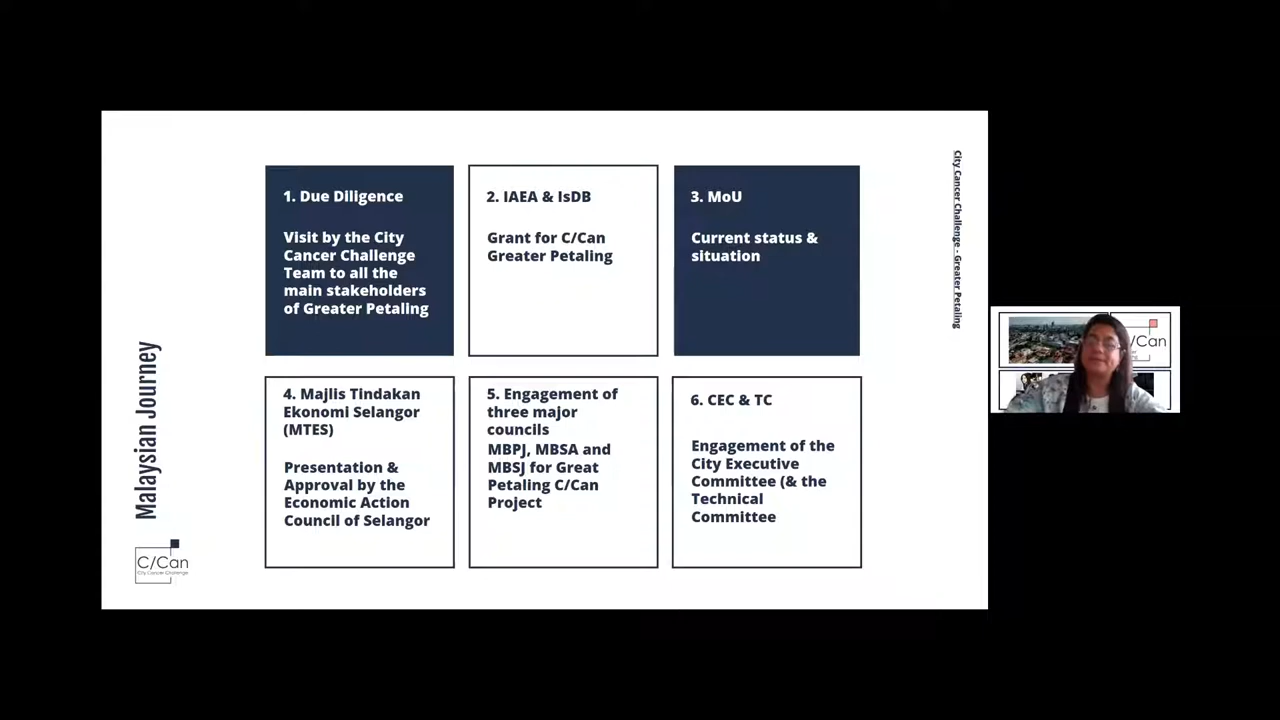 Malaysian Journey
1. Due Diligence
Visit by the City
Cancer Challenge
Team to all the
main stakeholders
of Greater Petaling
2. IAEA & IsDB
Grant for C/Can
Greater Petaling
3. MoU
Current status &
situation
4. Majlis Tindakan
Ekonomi Selangor
(MTES)
Presentation &
Approval by the
Economic Action
Council of Selangor
5. Engagement of
three major
councils
MBPJ, MBSA and
MBSJ for Great
Petaling C/Can
Project
6. CEC & TC
Engagement of the
City Executive
Committee (& the
Technical
Committee
City Cancer Challenge - Greater Petaling
C/Can
City Cancer Challenge
/Can